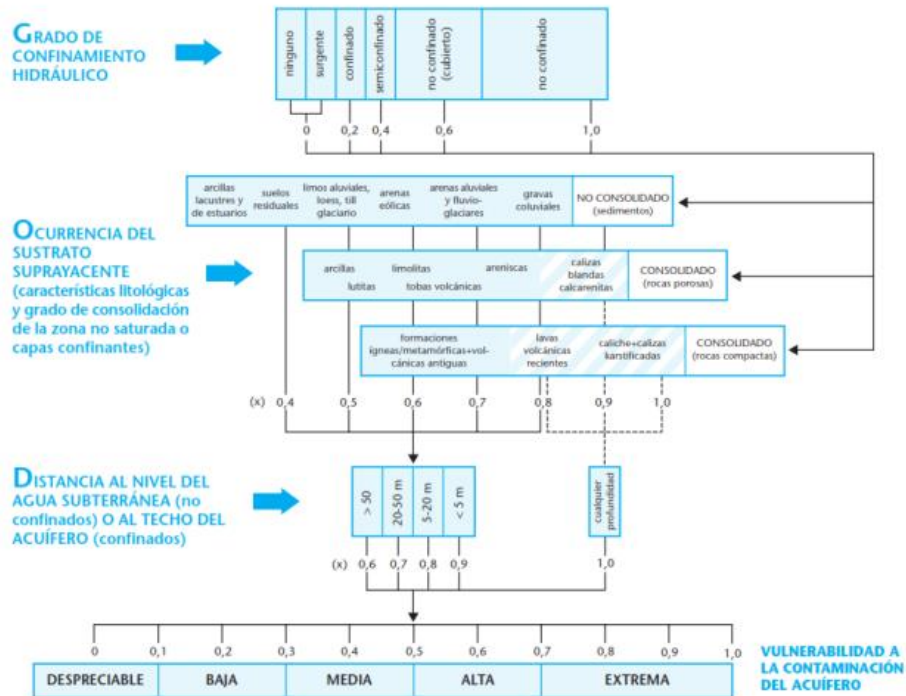 GRADO DE
CONFINAMIENTO
HIDRÁULICO
ninguno
surgente
confinado
semiconfinado
no confinado
(cubierto)
no confinado
0
0,2
0,4
0,6
1,0
OCURRENCIA DEL
SUSTRATO
SUPRAYACENTE
(características litológicas
y grado de consolidación
de la zona no saturada o
capas confinantes)
arcillas
lacustres y
de estuarios
suelos
residuales
limos aluviales,
loess, till
glaciario
arenas
eólicas
arenas aluviales
y fluvio-
glaciares
gravas
coluviales
NO CONSOLIDADO
(sedimentos)
arcillas
lutitas
limolitas
tobas volcánicas
areniscas
calizas
blandas
calcarenitas
CONSOLIDADO
(rocas porosas)
formaciones
ígneas/metamórficas+vol-
cánicas antiguas
lavas
volcánicas
recientes
caliche+calizas
karstificadas
CONSOLIDADO
(rocas compactas)
(x) 0,4 0,5 0,6 0,7 0,8 0,9 1,0
DISTANCIA AL NIVEL DEL
AGUA SUBTERRÁNEA (no
confinados) O AL TECHO DEL
ACUÍFERO (confinados)
> 50
20-50 m
5-20 m
< 5 m
cualquier
profundidad
(x) 0,6 0,7 0,8 0,9 1,0
0 0,1 0,2 0,3 0,4 0,5 0,6 0,7 0,8 0,9 1,0
DESPRECIABLE BAJA MEDIA ALTA EXTREMA
VULNERABILIDAD A
LA CONTAMINACIÓN
DEL ACUÍFERO